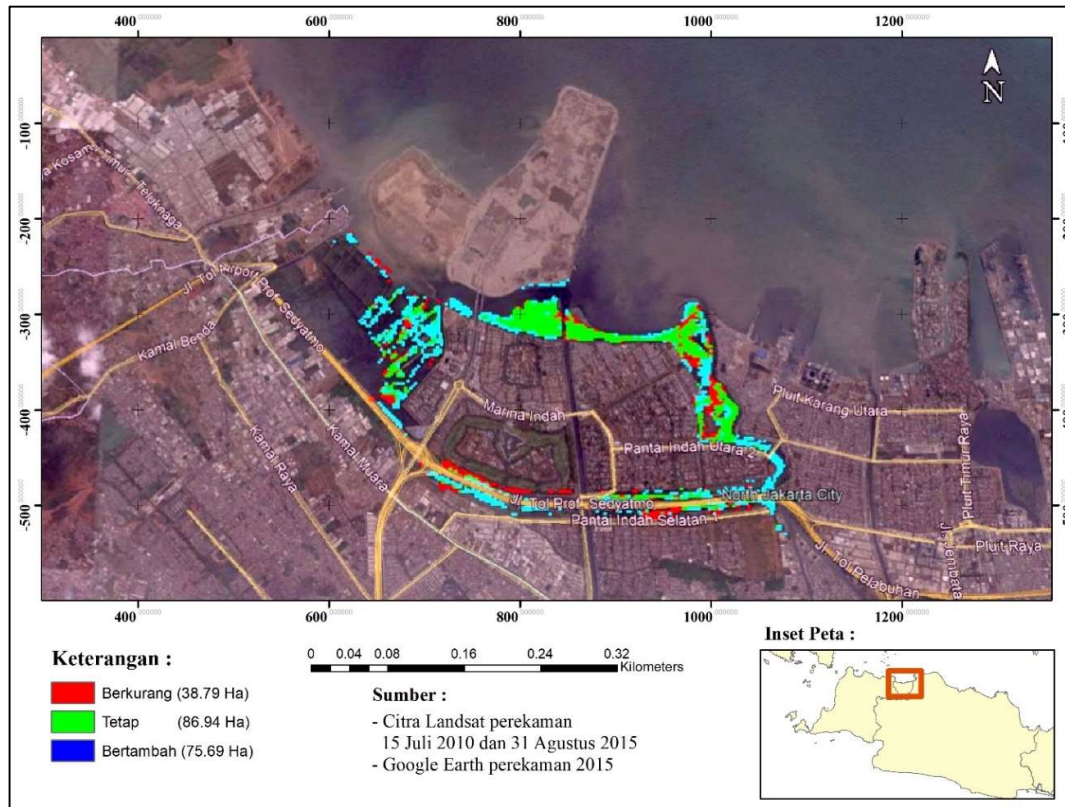 400 600 800 1000 1200
N
-100
-200
-300
-400
-500
a Kosambi Timur - Teluknaga
Jl. Tol Airport Prof. Sedyatmo
Kamal Benda
Kamal Raya
Kamal Muara
Marina Indah
Pantai Indah Utara 2
Pluit Karang Utara
Pluit Timur Raya
North Jakarta City
Jl. Tol Prof. Sedyatmo
Pantai Indah Selatan 1
Jl. Tol Pelabuhan
Jl. Jembata
Pluit Raya
400 600 800 1000 1200
Keterangan :
Berkurang (38.79 Ha)
Tetap (86.94 Ha)
Bertambah (75.69 Ha)
0 0.04 0.08 0.16 0.24 0.32
Kilometers
Sumber :
- Citra Landsat perekaman
15 Juli 2010 dan 31 Agustus 2015
- Google Earth perekaman 2015
Inset Peta :